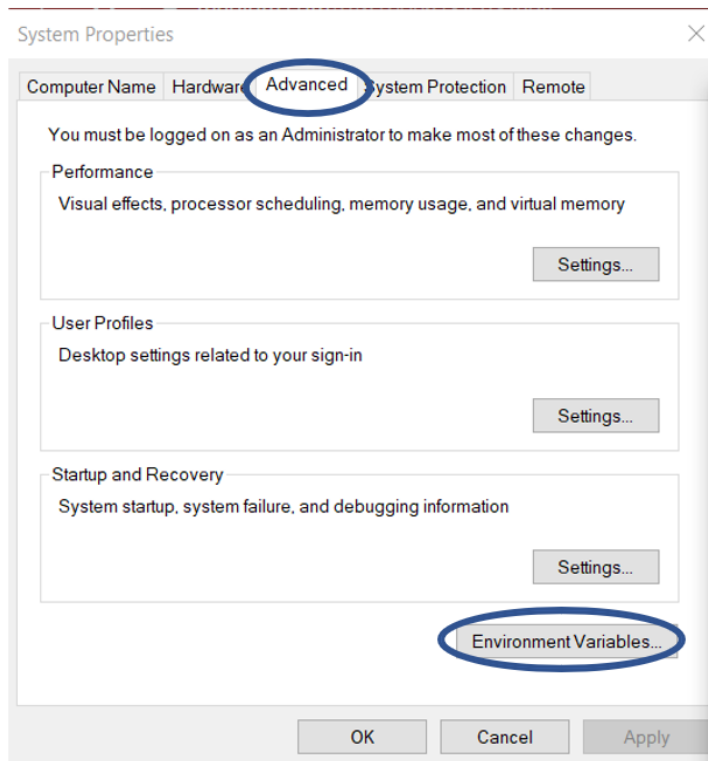 System Properties
Computer Name Hardware Advanced System Protection Remote
You must be logged on as an Administrator to make most of these changes.
Performance
Visual effects, processor scheduling, memory usage, and virtual memory
Settings...
User Profiles
Desktop settings related to your sign-in
Settings...
Startup and Recovery
System startup, system failure, and debugging information
Settings...
Environment Variables...
OK Cancel Apply